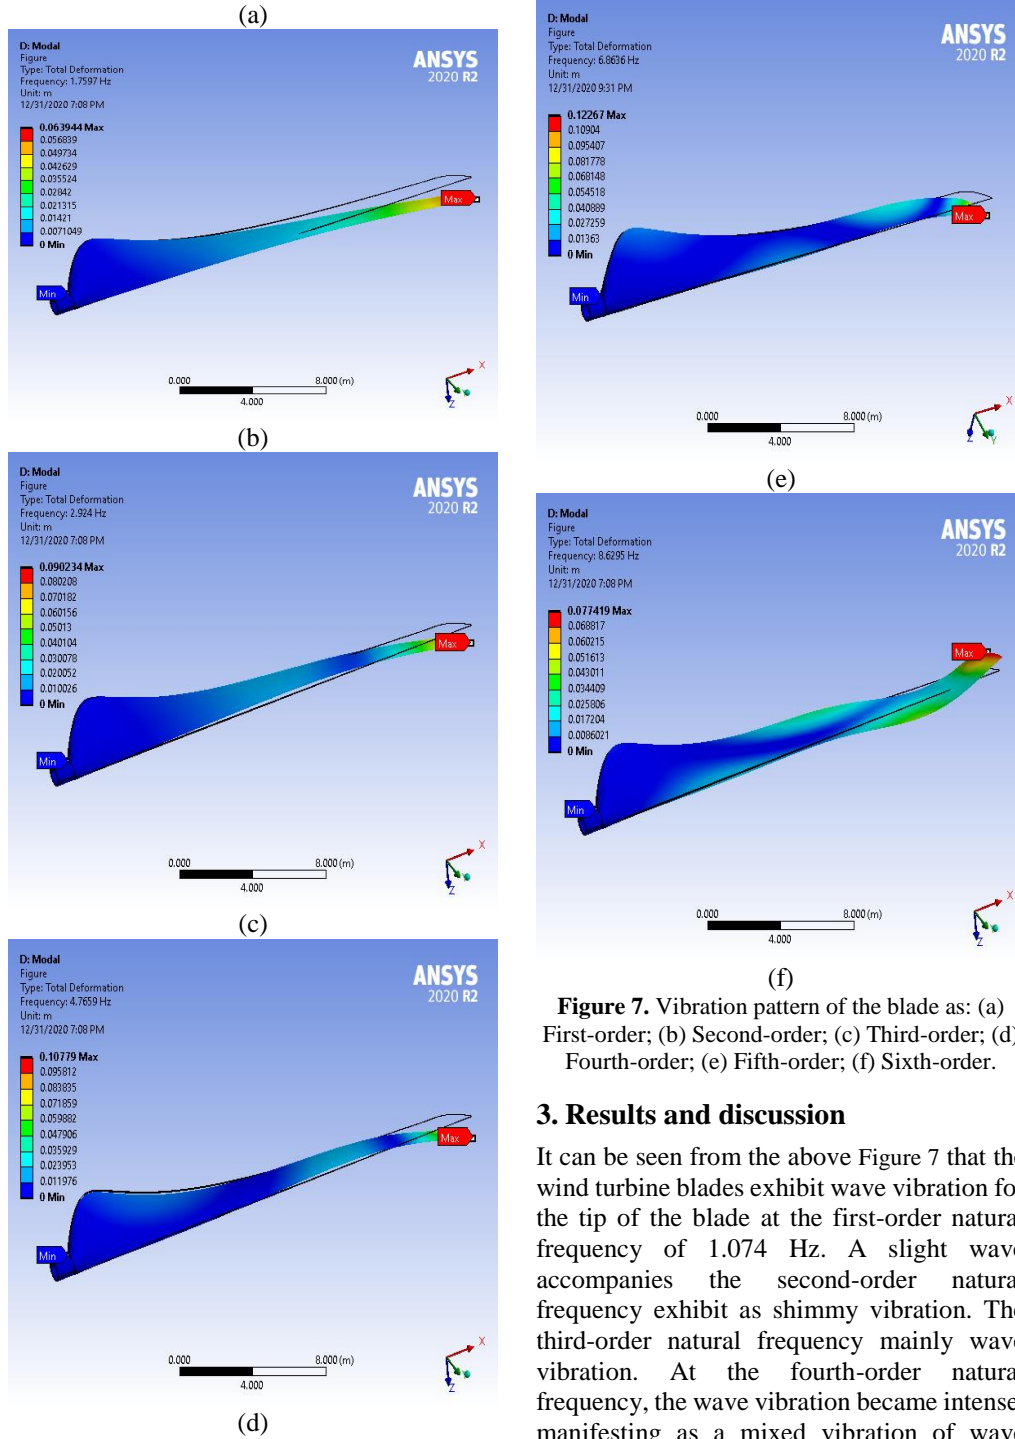 (a)
D: Modal
Figure
Type: Total Deformation
Frequency: 1.7597 Hz
Unit: m
12/31/2020 7:08 PM
ANSYS
2020 R2
0.063944 Max
0.056839
0.049734
0.042629
0.035524
0.02842
0.021315
0.01421
0.0071049
0 Min
Max
Min
0.000
8.000 (m)
4.000
X
Z
(b)
D: Modal
Figure
Type: Total Deformation
Frequency: 2.924 Hz
Unit: m
12/31/2020 7:08 PM
ANSYS
2020 R2
0.090234 Max
0.080208
0.070182
0.060156
0.05013
0.040104
0.030078
0.020052
0.010026
0 Min
Max
Min
0.000
8.000 (m)
4.000
X
Z
(c)
D: Modal
Figure
Type: Total Deformation
Frequency: 4.7659 Hz
Unit: m
12/31/2020 7:08 PM
ANSYS
2020 R2
0.10779 Max
0.095812
0.083835
0.071859
0.059882
0.047906
0.035929
0.023953
0.011976
0 Min
Max
Min
0.000
8.000 (m)
4.000
X
Z
(d)
D: Modal
Figure
Type: Total Deformation
Frequency: 6.8636 Hz
Unit: m
12/31/2020 9:31 PM
ANSYS
2020 R2
0.12267 Max
0.10904
0.095407
0.081778
0.068148
0.054518
0.040889
0.027259
0.01363
0 Min
Max
Min
0.000
8.000 (m)
4.000
X
Z
Y
(e)
D: Modal
Figure
Type: Total Deformation
Frequency: 8.6295 Hz
Unit: m
12/31/2020 7:08 PM
ANSYS
2020 R2
0.077419 Max
0.068817
0.060215
0.051613
0.043011
0.034409
0.025806
0.017204
0.0086021
0 Min
Max
Min
0.000
8.000 (m)
4.000
X
Z
(f)
Figure 7. Vibration pattern of the blade as: (a)
First-order; (b) Second-order; (c) Third-order; (d)
Fourth-order; (e) Fifth-order; (f) Sixth-order.
3. Results and discussion
It can be seen from the above Figure 7 that the
wind turbine blades exhibit wave vibration fo
the tip of the blade at the first-order natura
frequency of 1.074 Hz. A slight wave
accompanies the second-order natura
frequency exhibit as shimmy vibration. The
third-order natural frequency mainly wave
vibration. At the fourth-order natura
frequency, the wave vibration became intense
manifesting as a mixed vibration of wave